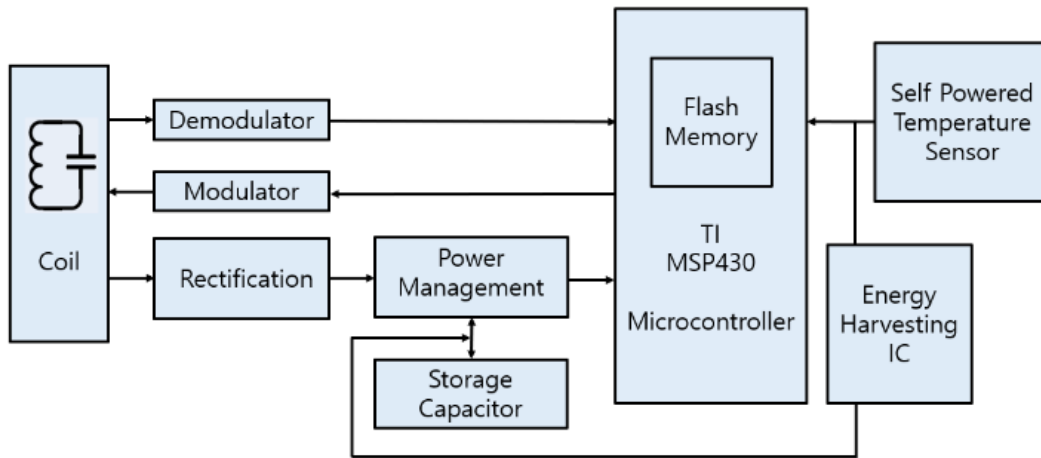 Coil
Demodulator
Modulator
Rectification
Power
Management
Storage
Capacitor
Flash
Memory
TI
MSP430
Microcontroller
Self Powered
Temperature
Sensor
Energy
Harvesting
IC